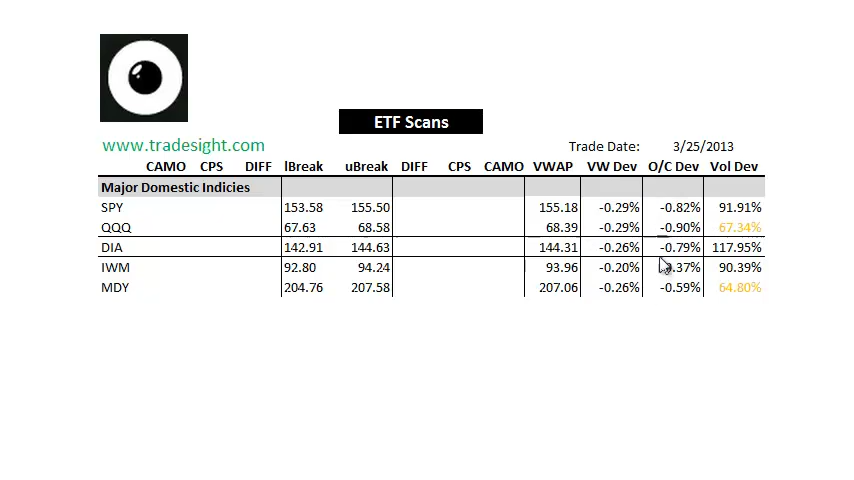 ETF Scans
www.tradesight.com Trade Date: 3/25/2013
CAMO CPS DIFF lBreak uBreak DIFF CPS CAMO VWAP VW Dev O/C Dev Vol Dev
Major Domestic Indicies
SPY 153.58 155.50 155.18 -0.29% -0.82% 91.91%
QQQ 67.63 68.58 68.39 -0.29% -0.90% 67.34%
DIA 142.91 144.63 144.31 -0.26% -0.79% 117.95%
IWM 92.80 94.24 93.96 -0.20% .37% 90.39%
MDY 204.76 207.58 207.06 -0.26% -0.59% 64.80%